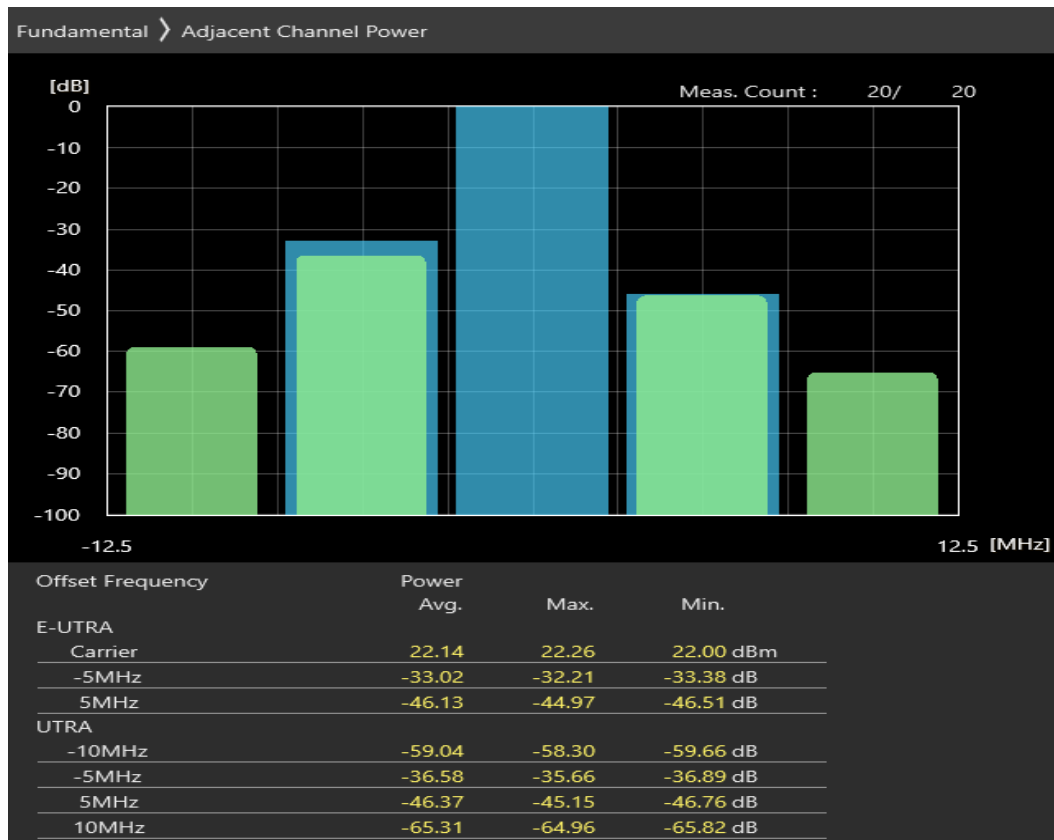 Fundamental 》 Adjacent Channel Power
[dB]
Meas. Count : 20/ 20
0
-10
-20
-30
-40
-50
-60
-70
-80
-90
-100
-12.5 12.5 [MHz]
Offset Frequency Power
Avg. Max. Min.
E-UTRA
Carrier 22.14 22.26 22.00 dBm
-5MHz -33.02 -32.21 -33.38 dB
5MHz -46.13 -44.97 -46.51 dB
UTRA
-10MHz -59.04 -58.30 -59.66 dB
-5MHz -36.58 -35.66 -36.89 dB
5MHz -46.37 -45.15 -46.76 dB
10MHz -65.31 -64.96 -65.82 dB